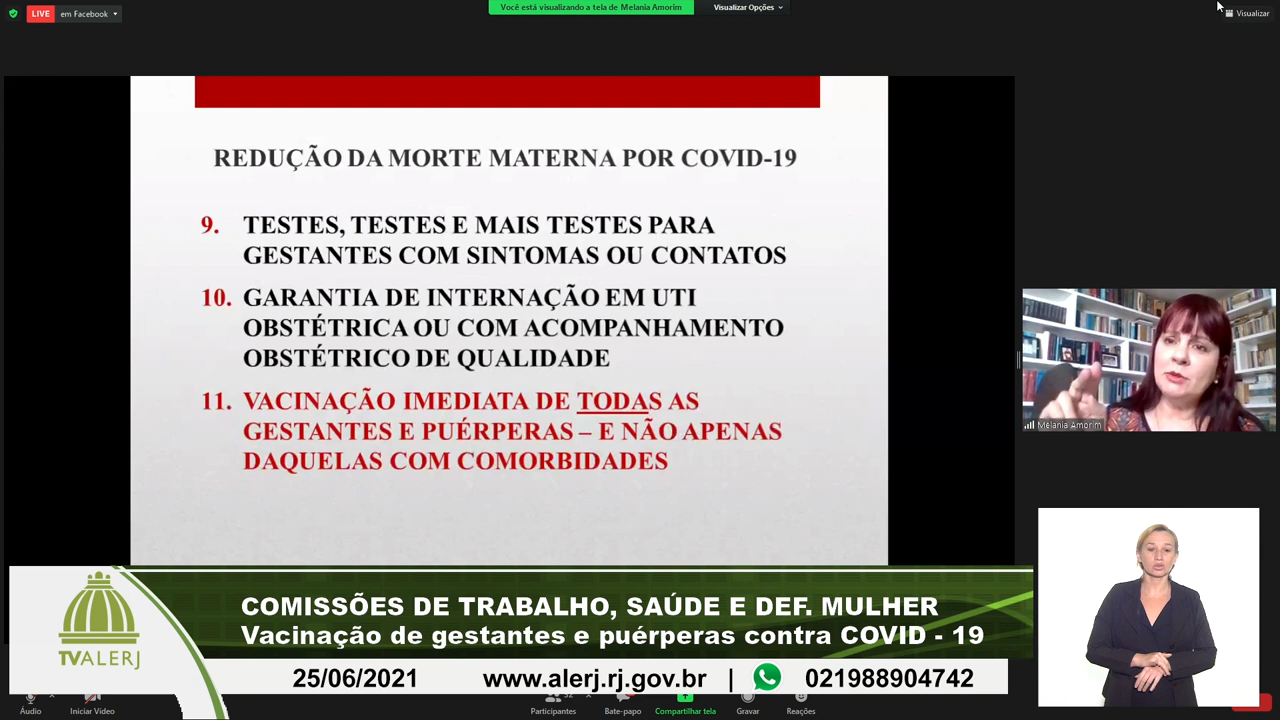 LIVE em Facebook
Você está visualizando a tela de Melania Amorim
Visualizar Opções
Visualizar
REDUÇÃO DA MORTE MATERNA POR COVID-19
9. TESTES, TESTES E MAIS TESTES PARA
GESTANTES COM SINTOMAS OU CONTATOS
10. GARANTIA DE INTERNAÇÃO EM UTI
OBSTÉTRICA OU COM ACOMPANHAMENTO
OBSTÉTRICO DE QUALIDADE
11. VACINAÇÃO IMEDIATA DE TODAS AS
GESTANTES E PUÉRPERAS – E NÃO APENAS
DAQUELAS COM COMORBIDADES
Melania Amorim
TVALERJ
COMISSÕES DE TRABALHO, SAÚDE E DEF. MULHER
Vacinação de gestantes e puérperas contra COVID - 19
25/06/2021 www.alerj.rj.gov.br | 021988904742
Áudio
Iniciar Vídeo
Participantes
Bate-papo
Compartilhar tela
Gravar
Reações